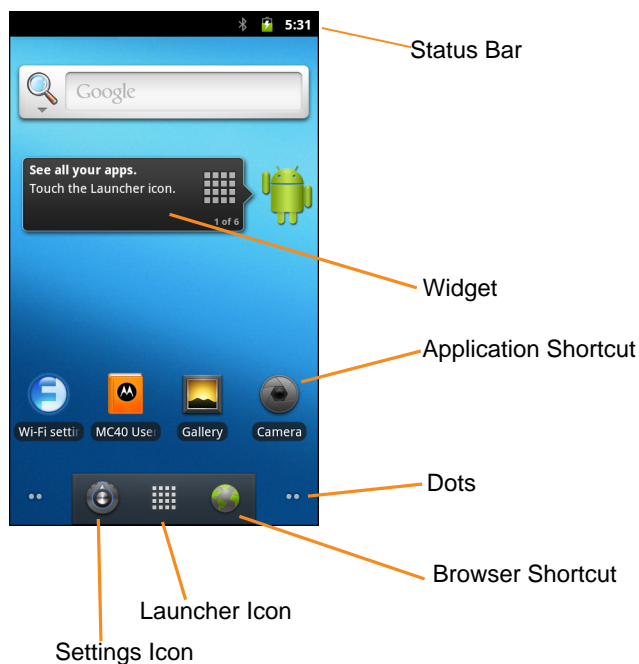 5:31
Status Bar
Google
See all your apps.
Touch the Launcher icon.
1 of 6
Widget
Application Shortcut
Wi-Fi settin
MC40 User
Gallery
Camera
Dots
Browser Shortcut
Launcher Icon
Settings Icon